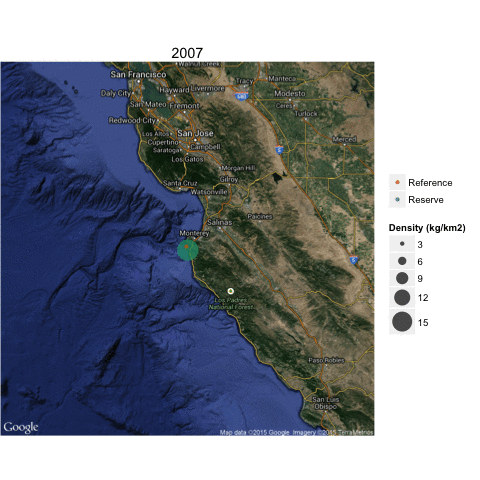 2007
Walnut Creek
San Francisco
Tracy
Manteca
Daly City
Hayward
Livermore
580
Modesto
San Mateo
Fremont
Ceres
Redwood City
Turlock
Los Altos
San Jose
Cupertino
Campbell
Merced
Saratoga
5
Los Gatos
Morgan Hill
Santa Cruz
Gilroy
Watsonville
Salinas
Paicines
Monterey
5
Los Padres
National Forest
Paso Robles
San Luis
Obispo
Google
Map data ©2015 Google Imagery ©2015 TerraMetrics
Reference
Reserve
Density (kg/km2)
3
6
9
12
15